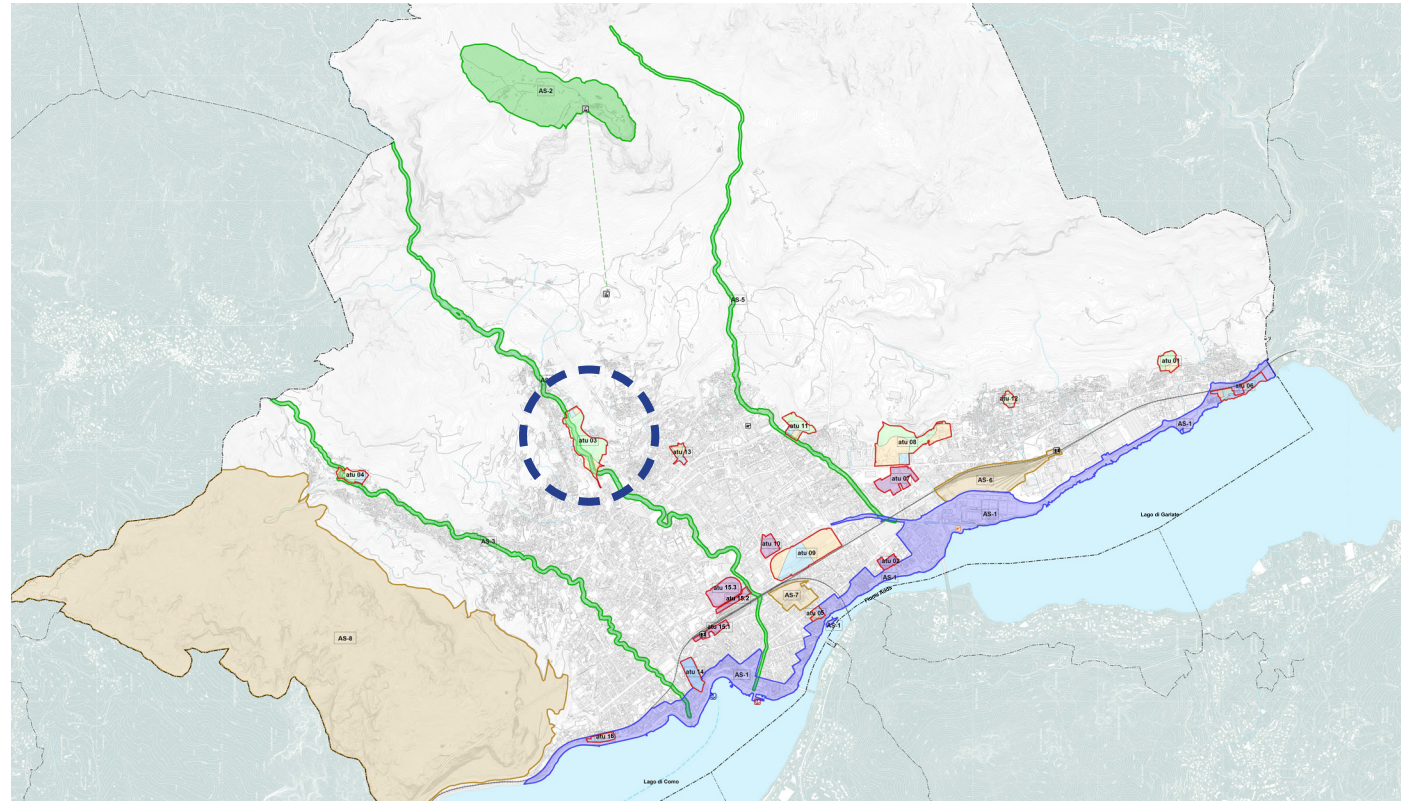 AS-2
AS-5
atu 01
atu 06
atu 12
AS-1
atu 11
atu 03
atu 08
atu 13
atu 04
atu 07
AS-6
AS-1
Lago di Garlate
AS-3
atu 10
atu 09
atu 02
AS-1
atu 15.3
Fiume Adda
AS-7
atu 15.2
atu 05
atu 15.1
AS-1
AS-8
atu 14
AS-1
atu 16
Lago di Como